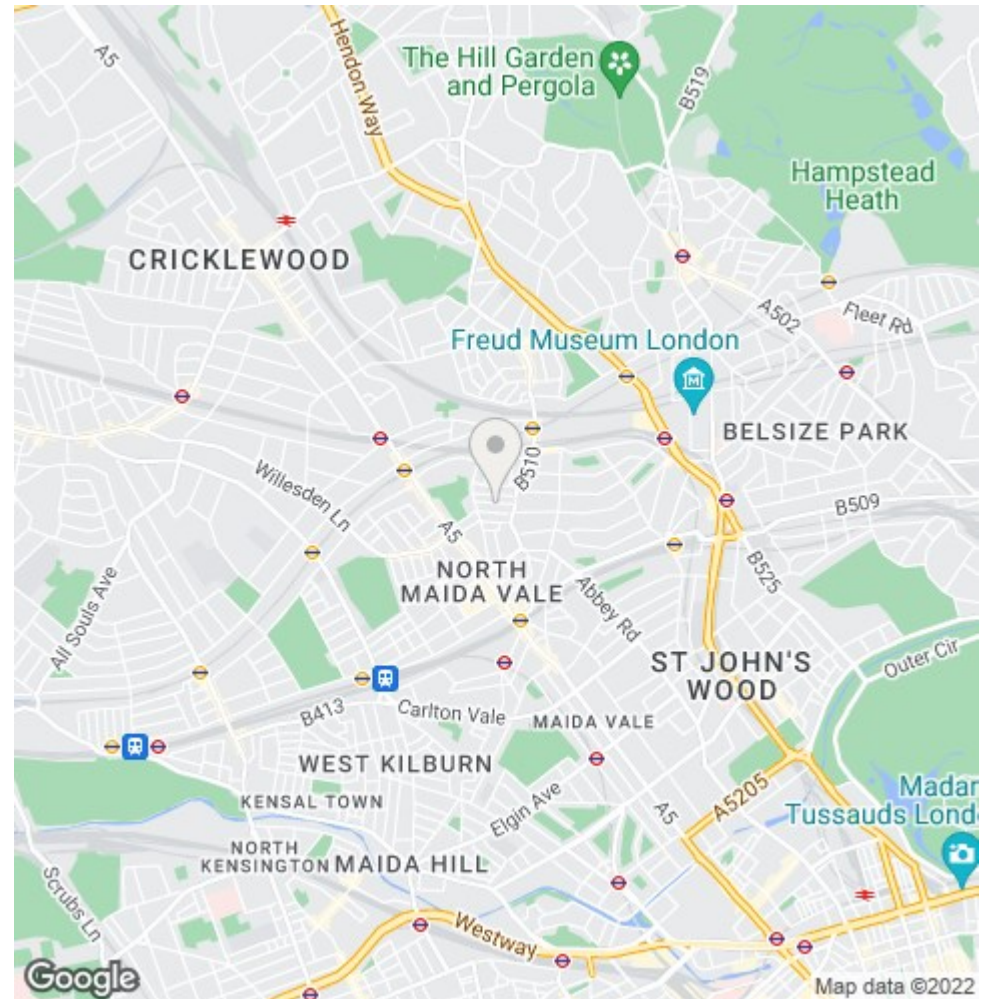 A5
Hendon Way
The Hill Garden
and Pergola
B519
Hampstead
Heath
CRICKLEWOOD
A502
Fleet Rd
Freud Museum London
BELSIZE PARK
Willesden Ln
B510
B509
A5
NORTH
MAIDA VALE
Abbey Rd
B525
All Souls Ave
ST JOHN'S
WOOD
Outer Cir
B413
Carlton Vale
MAIDA VALE
WEST KILBURN
KENSAL TOWN
Elgin Ave
A5
A5205
Madam
Tussauds Lond
NORTH
KENSINGTON
MAIDA HILL
Scrubs Ln
Westway
Google
Map data ©2022